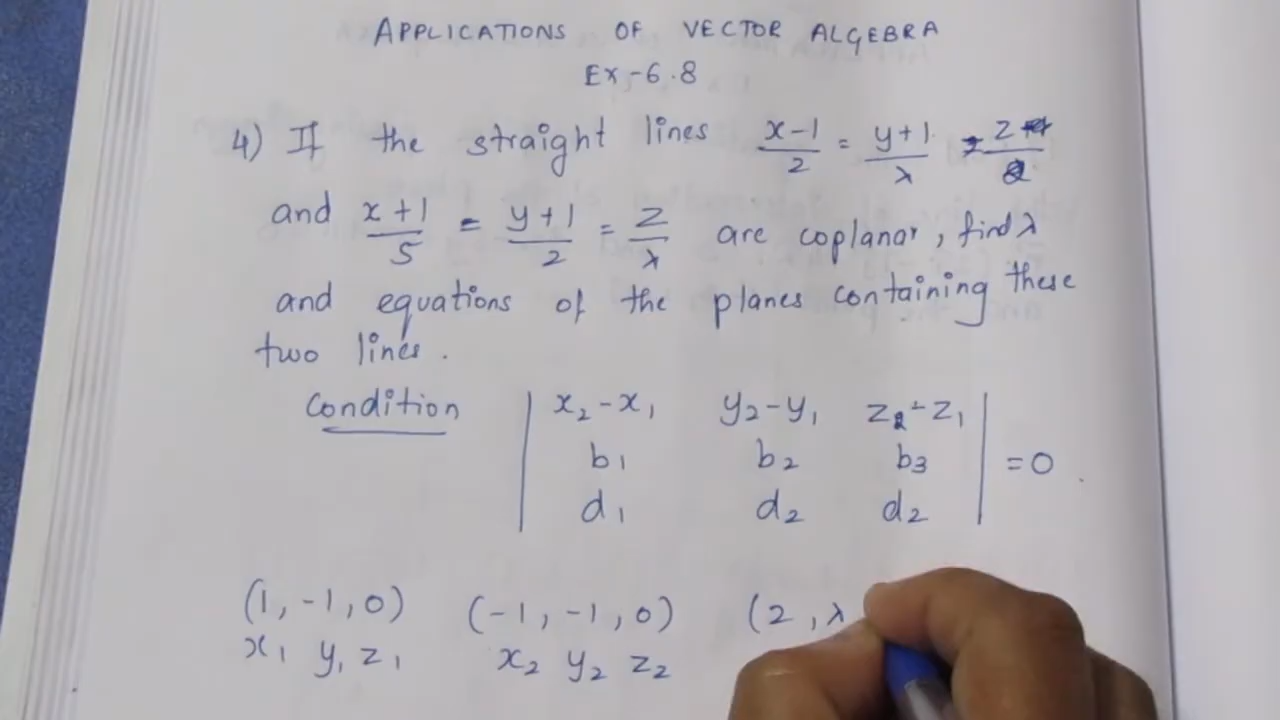 APPLICATIONS OF VECTOR ALGEBRA
Ex-6.8
4) If the straight lines x-1/2 = y+1/λ = z/2
and x+1/5 = y+1/2 = z/λ are coplanar, find λ
and equations of the planes containing these
two lines.
Condition | x₂-x₁ y₂-y₁ z₂-z₁ |
| b₁ b₂ b₃ | = 0
| d₁ d₂ d₂ |
(1, -1, 0) (-1, -1, 0) (2, λ
x₁ y₁ z₁ x₂ y₂ z₂